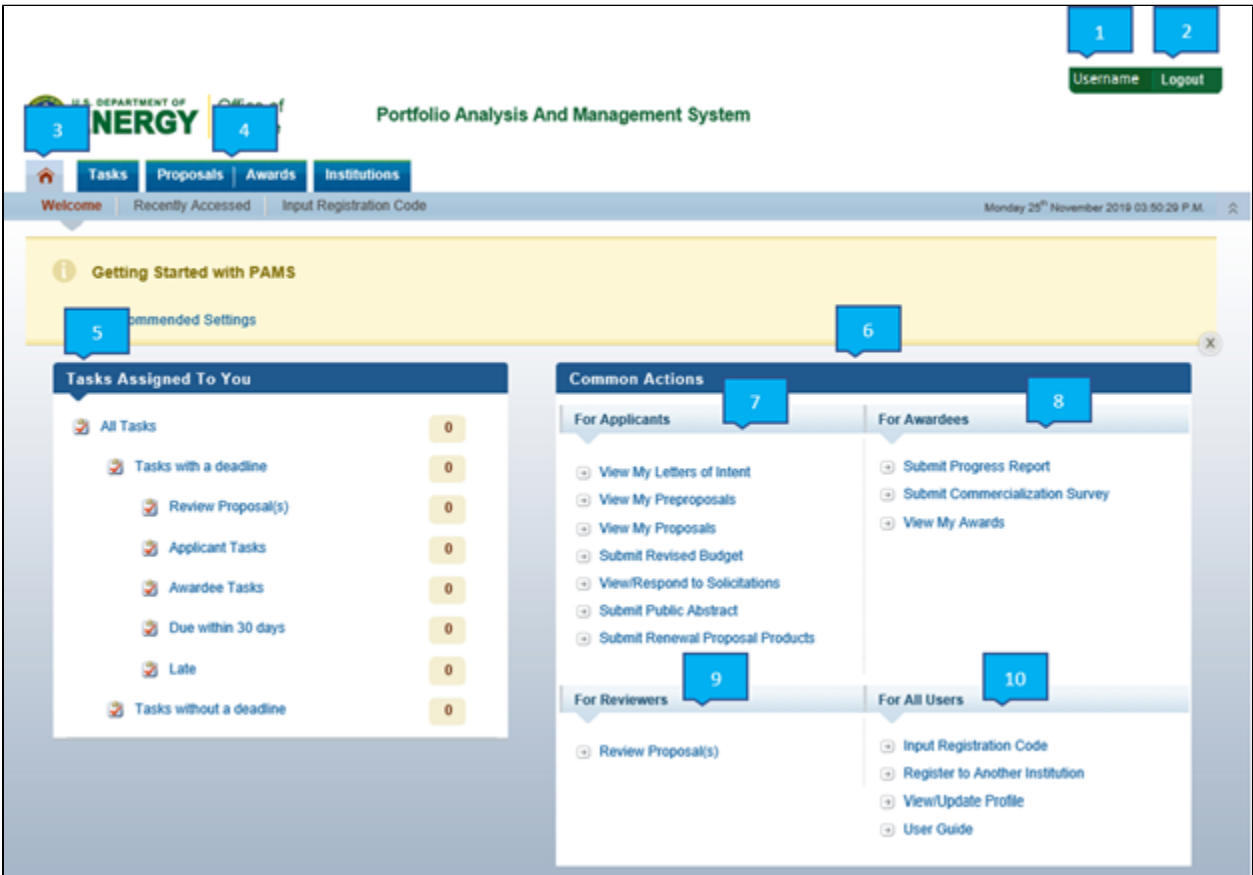 1
2
Username Logout
U.S. DEPARTMENT OF
ENERGY
Office of
Portfolio Analysis And Management System
3
4
Tasks Proposals | Awards Institutions
Welcome Recently Accessed Input Registration Code Monday 25th November 2019 03:50:29 P.M.
Getting Started with PAMS
ommended Settings
5
6
X
Tasks Assigned To You
All Tasks 0
Tasks with a deadline 0
Review Proposal(s) 0
Applicant Tasks 0
Awardee Tasks 0
Due within 30 days 0
Late 0
Tasks without a deadline 0
Common Actions
7
For Applicants
View My Letters of Intent
View My Preproposals
View My Proposals
Submit Revised Budget
View/Respond to Solicitations
Submit Public Abstract
Submit Renewal Proposal Products
8
For Awardees
Submit Progress Report
Submit Commercialization Survey
View My Awards
9
For Reviewers
Review Proposal(s)
10
For All Users
Input Registration Code
Register to Another Institution
View/Update Profile
User Guide